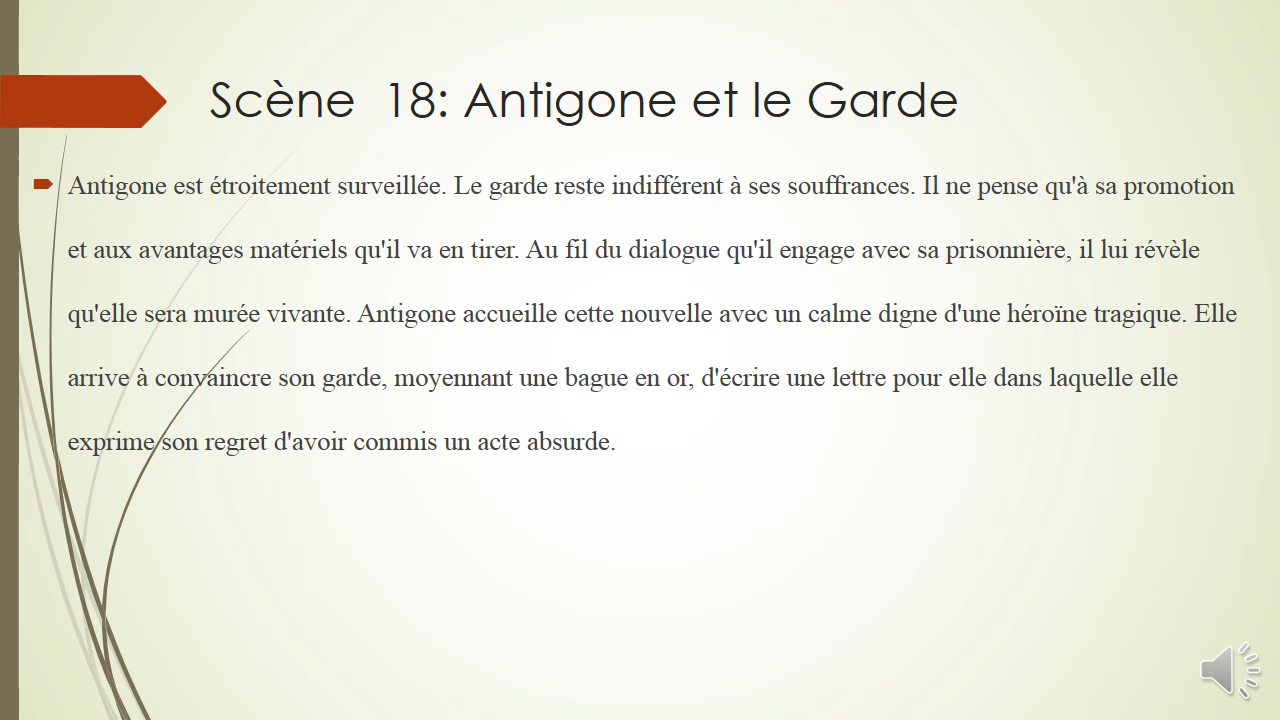 Scène 18: Antigone et le Garde
Antigone est étroitement surveillée. Le garde reste indifférent à ses souffrances. Il ne pense qu'à sa promotion
et aux avantages matériels qu'il va en tirer. Au fil du dialogue qu'il engage avec sa prisonnière, il lui révèle
qu'elle sera murée vivante. Antigone accueille cette nouvelle avec un calme digne d'une héroïne tragique. Elle
arrive à convaincre son garde, moyennant une bague en or, d'écrire une lettre pour elle dans laquelle elle
exprime son regret d'avoir commis un acte absurde.